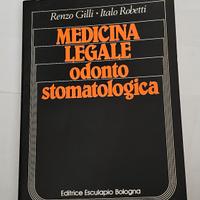 Renzo Gilli - Italo Robetti
MEDICINA
LEGALE
odonto
stomatologica
Editrice Esculapio Bologna